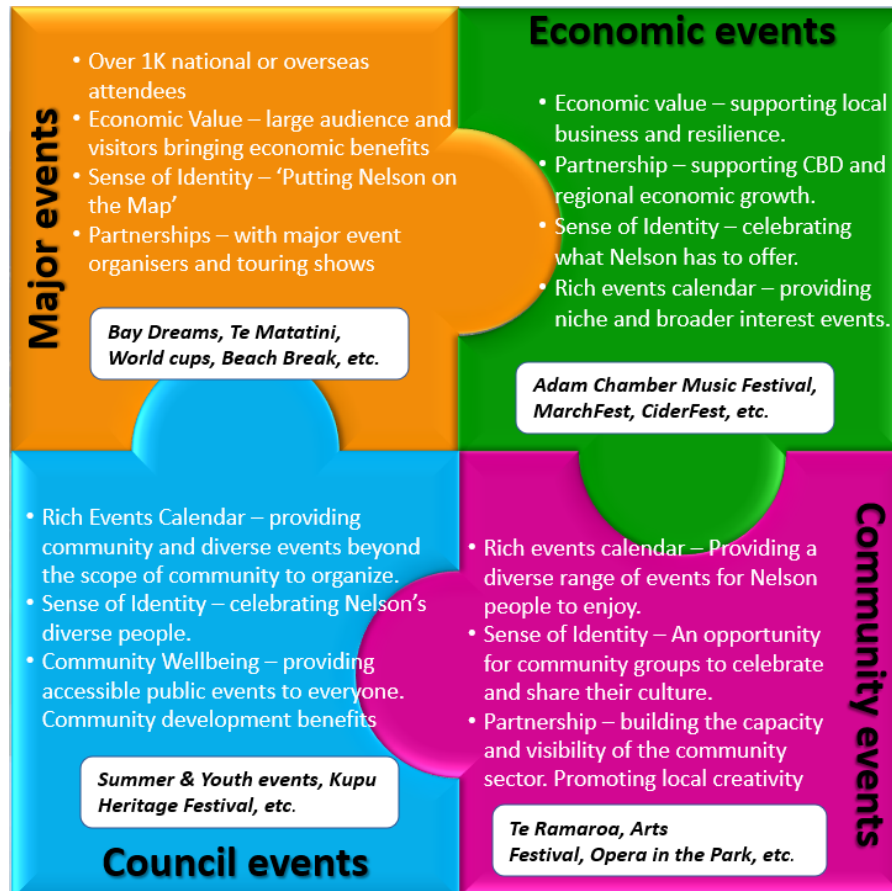 Major events
• Over 1K national or overseas
attendees
• Economic Value – large audience and
visitors bringing economic benefits
• Sense of Identity – ‘Putting Nelson on
the Map’
• Partnerships – with major event
organisers and touring shows
Bay Dreams, Te Matatini,
World cups, Beach Break, etc.
Economic events
• Economic value – supporting local
business and resilience.
• Partnership – supporting CBD and
regional economic growth.
• Sense of Identity – celebrating
what Nelson has to offer.
• Rich events calendar – providing
niche and broader interest events.
Adam Chamber Music Festival,
MarchFest, CiderFest, etc.
• Rich Events Calendar – providing
community and diverse events beyond
the scope of community to organize.
• Sense of Identity – celebrating Nelson’s
diverse people.
• Community Wellbeing – providing
accessible public events to everyone.
Community development benefits
Summer & Youth events, Kupu
Heritage Festival, etc.
Council events
• Rich events calendar – Providing a
diverse range of events for Nelson
people to enjoy.
• Sense of Identity – An opportunity
for community groups to celebrate
and share their culture.
• Partnership – building the capacity
and visibility of the community
sector. Promoting local creativity
Te Ramaroa, Arts
Festival, Opera in the Park, etc.
Community events